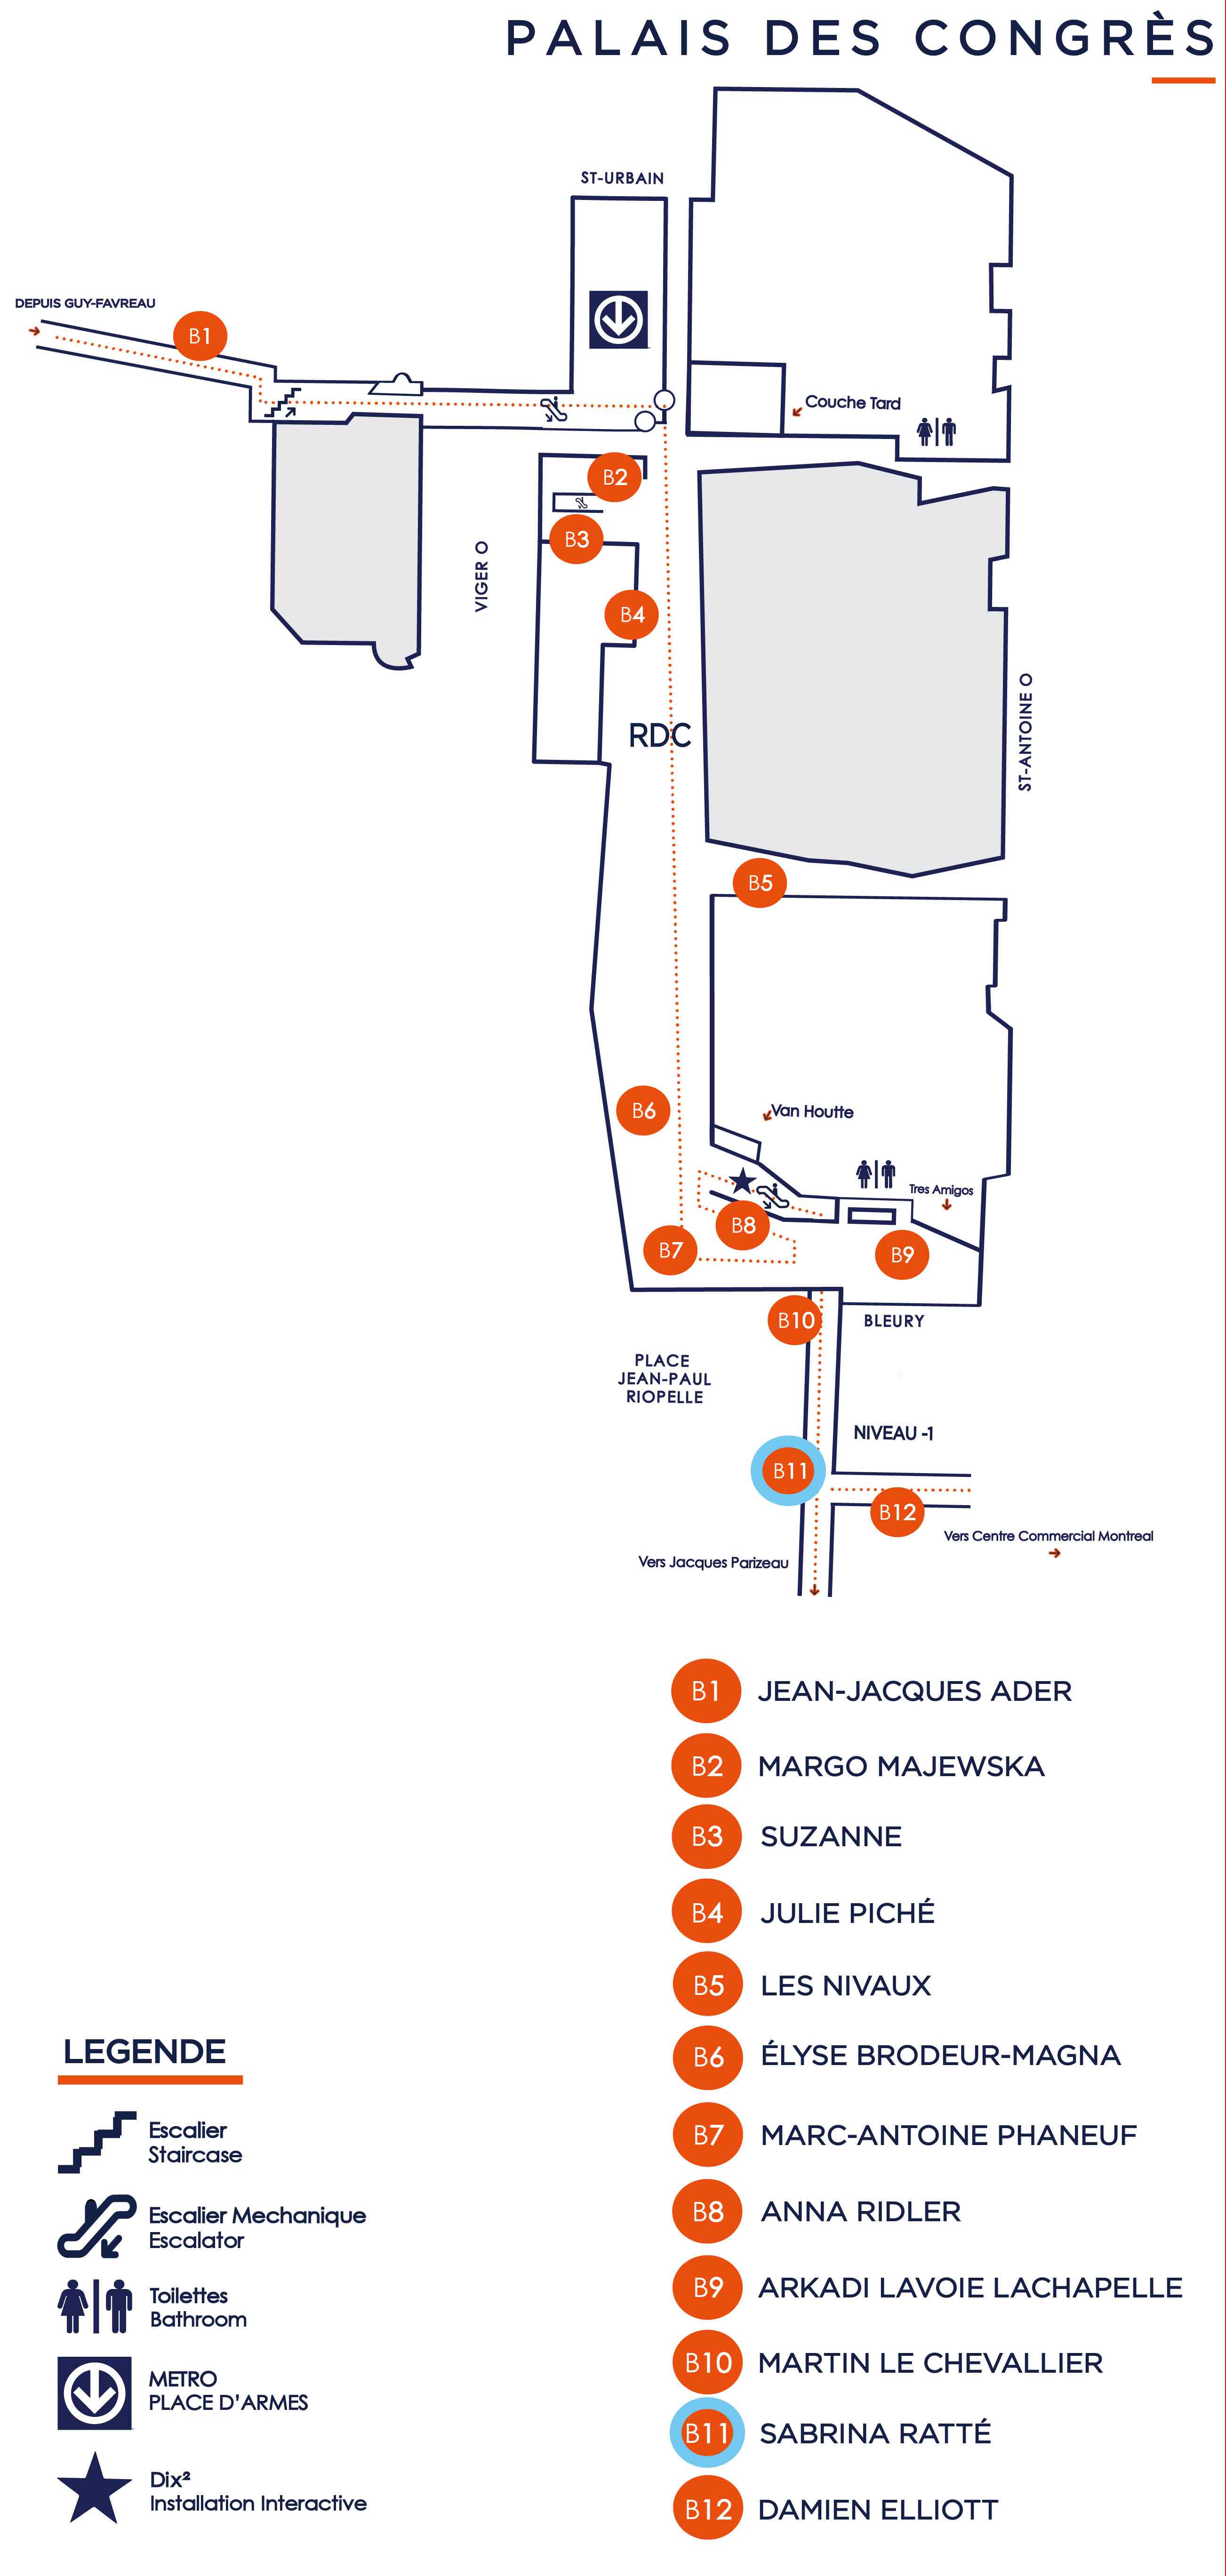 PALAIS DES CONGRÈS
ST-URBAIN
DEPUIS GUY-FAVREAU
B1
Couche Tard
B2
B3
VIGER O
B4
ST-ANTOINE O
RDC
B5
B6
Van Houtte
Tres Amigos
B8
B7
B9
B10
BLEURY
PLACE
JEAN-PAUL
RIOPELLE
NIVEAU -1
B11
B12
Vers Centre Commercial Montreal
Vers Jacques Parizeau
B1 JEAN-JACQUES ADER
B2 MARGO MAJEWSKA
B3 SUZANNE
B4 JULIE PICHÉ
B5 LES NIVAUX
B6 ÉLYSE BRODEUR-MAGNA
B7 MARC-ANTOINE PHANEUF
B8 ANNA RIDLER
B9 ARKADI LAVOIE LACHAPELLE
B10 MARTIN LE CHEVALLIER
B11 SABRINA RATTÉ
B12 DAMIEN ELLIOTT
LEGENDE
Escalier
Staircase
Escalier Mechanique
Escalator
Toilettes
Bathroom
METRO
PLACE D'ARMES
Dix²
Installation Interactive